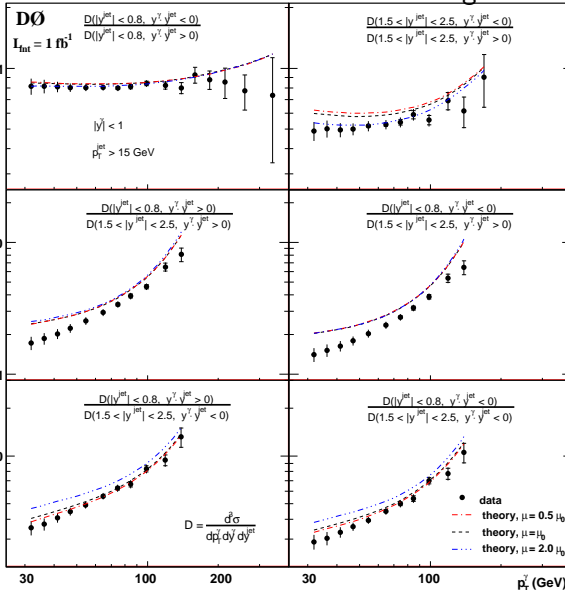 DØ
L_int = 1 fb⁻¹
D(|y^jet| < 0.8, y^γ·y^jet < 0)
D(|y^jet| < 0.8, y^γ·y^jet > 0)
D(1.5 < |y^jet| < 2.5, y^γ·y^jet < 0)
D(1.5 < |y^jet| < 2.5, y^γ·y^jet > 0)
1
|y^γ| < 1
p_T^jet > 15 GeV
D(|y^jet| < 0.8, y^γ·y^jet > 0)
D(1.5 < |y^jet| < 2.5, y^γ·y^jet > 0)
D(|y^jet| < 0.8, y^γ·y^jet < 0)
D(1.5 < |y^jet| < 2.5, y^γ·y^jet > 0)
0
1
D(|y^jet| < 0.8, y^γ·y^jet > 0)
D(1.5 < |y^jet| < 2.5, y^γ·y^jet < 0)
D(|y^jet| < 0.8, y^γ·y^jet < 0)
D(1.5 < |y^jet| < 2.5, y^γ·y^jet < 0)
0
D = d³σ
dp_T^γ dy^γ dy^jet
data
theory, μ = 0.5 μ₀
theory, μ = μ₀
theory, μ = 2.0 μ₀
30 100 200 30 100
p_T^γ (GeV)